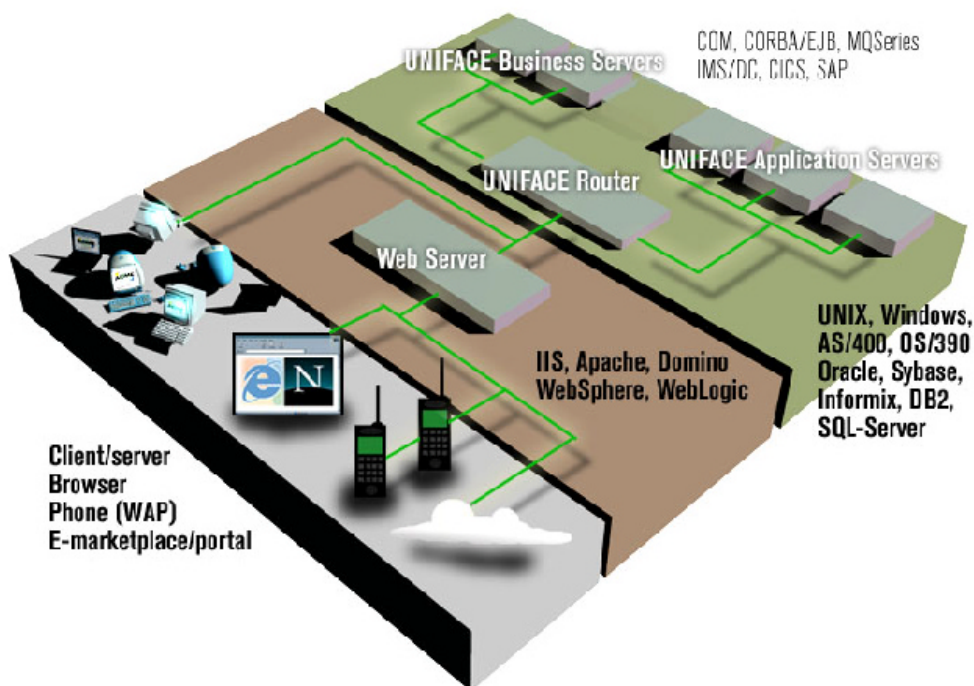 UNIFACE Business Servers
COM, CORBA/EJB, MQSeries
IMS/DC, CICS, SAP
UNIFACE Application Servers
UNIFACE Router
Web Server
UNIX, Windows,
AS/400, OS/390
Oracle, Sybase,
Informix, DB2,
SQL-Server
IIS, Apache, Domino
WebSphere, WebLogic
Client/server
Browser
Phone (WAP)
E-marketplace/portal
ACME
e N